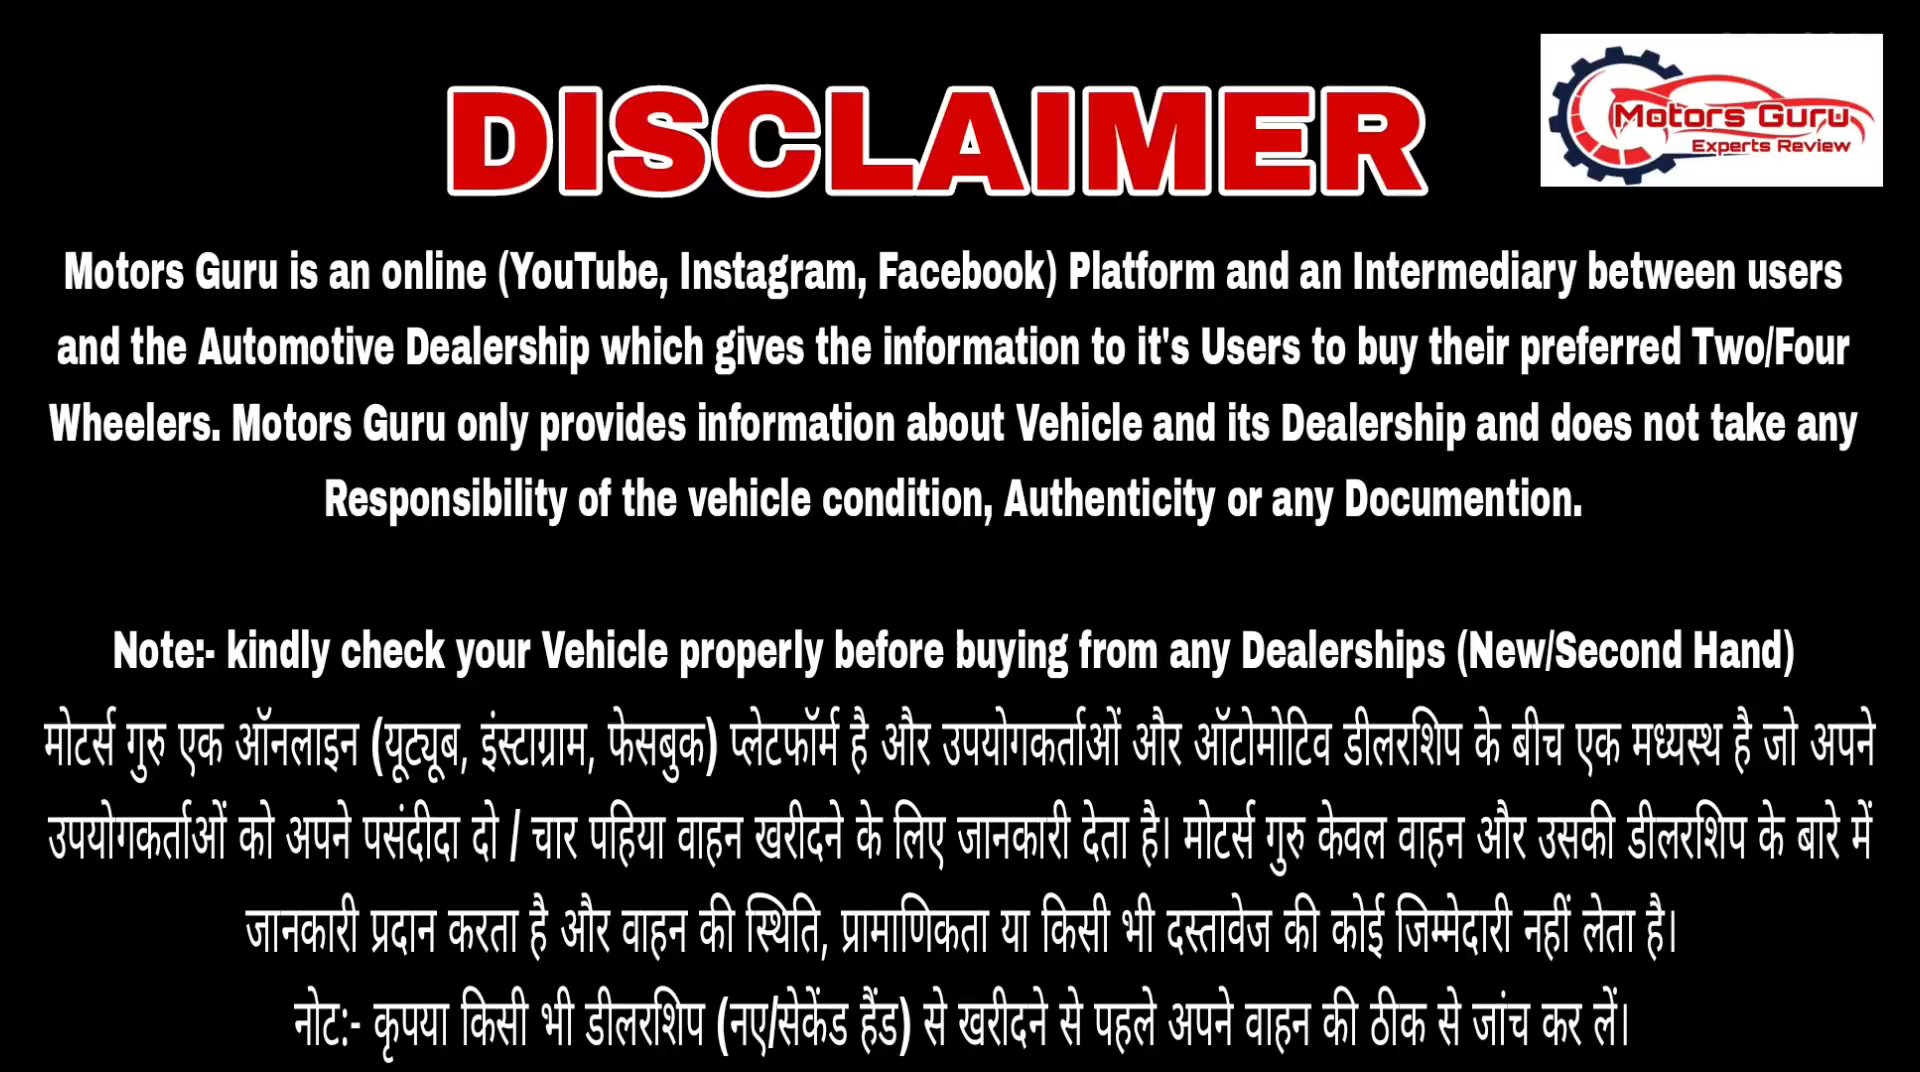 DISCLAIMER
Motors Guru
Experts Review
Motors Guru is an online (YouTube, Instagram, Facebook) Platform and an Intermediary between users
and the Automotive Dealership which gives the information to it's Users to buy their preferred Two/Four
Wheelers. Motors Guru only provides information about Vehicle and its Dealership and does not take any
Responsibility of the vehicle condition, Authenticity or any Documention.
Note:- kindly check your Vehicle properly before buying from any Dealerships (New/Second Hand)
मोटर्स गुरु एक ऑनलाइन (यूट्यूब, इंस्टाग्राम, फेसबुक) प्लेटफॉर्म है और उपयोगकर्ताओं और ऑटोमोटिव डीलरशिप के बीच एक मध्यस्थ है जो अपने
उपयोगकर्ताओं को अपने पसंदीदा दो / चार पहिया वाहन खरीदने के लिए जानकारी देता है। मोटर्स गुरु केवल वाहन और उसकी डीलरशिप के बारे में
जानकारी प्रदान करता है और वाहन की स्थिति, प्रामाणिकता या किसी भी दस्तावेज की कोई जिम्मेदारी नहीं लेता है।
नोट:- कृपया किसी भी डीलरशिप (नए/सेकेंड हैंड) से खरीदने से पहले अपने वाहन की ठीक से जांच कर लें।